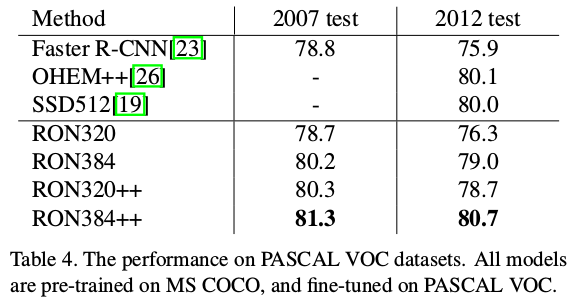 Method 2007 test 2012 test
Faster R-CNN[23] 78.8 75.9
OHEM++[26] - 80.1
SSD512[19] - 80.0
RON320 78.7 76.3
RON384 80.2 79.0
RON320++ 80.3 78.7
RON384++ 81.3 80.7
Table 4. The performance on PASCAL VOC datasets. All models
are pre-trained on MS COCO, and fine-tuned on PASCAL VOC.